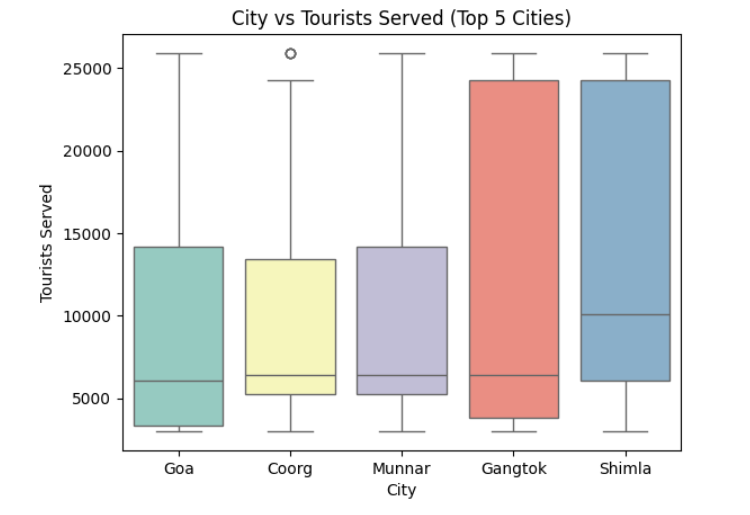 City vs Tourists Served (Top 5 Cities)
25000
20000
15000
10000
5000
Tourists Served
Goa Coorg Munnar Gangtok Shimla
City